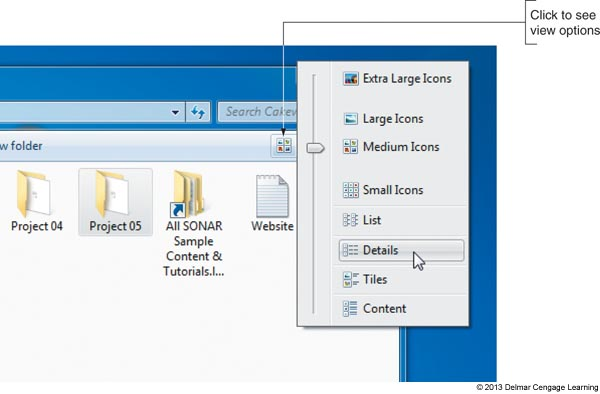 Click to see
view options
Extra Large Icons
Search Cakew
Large Icons
w folder
Medium Icons
Small Icons
List
Project 04
Project 05
All SONAR
Sample
Content &
Tutorials.l...
Website
Details
Tiles
Content
© 2013 Delmar Cengage Learning